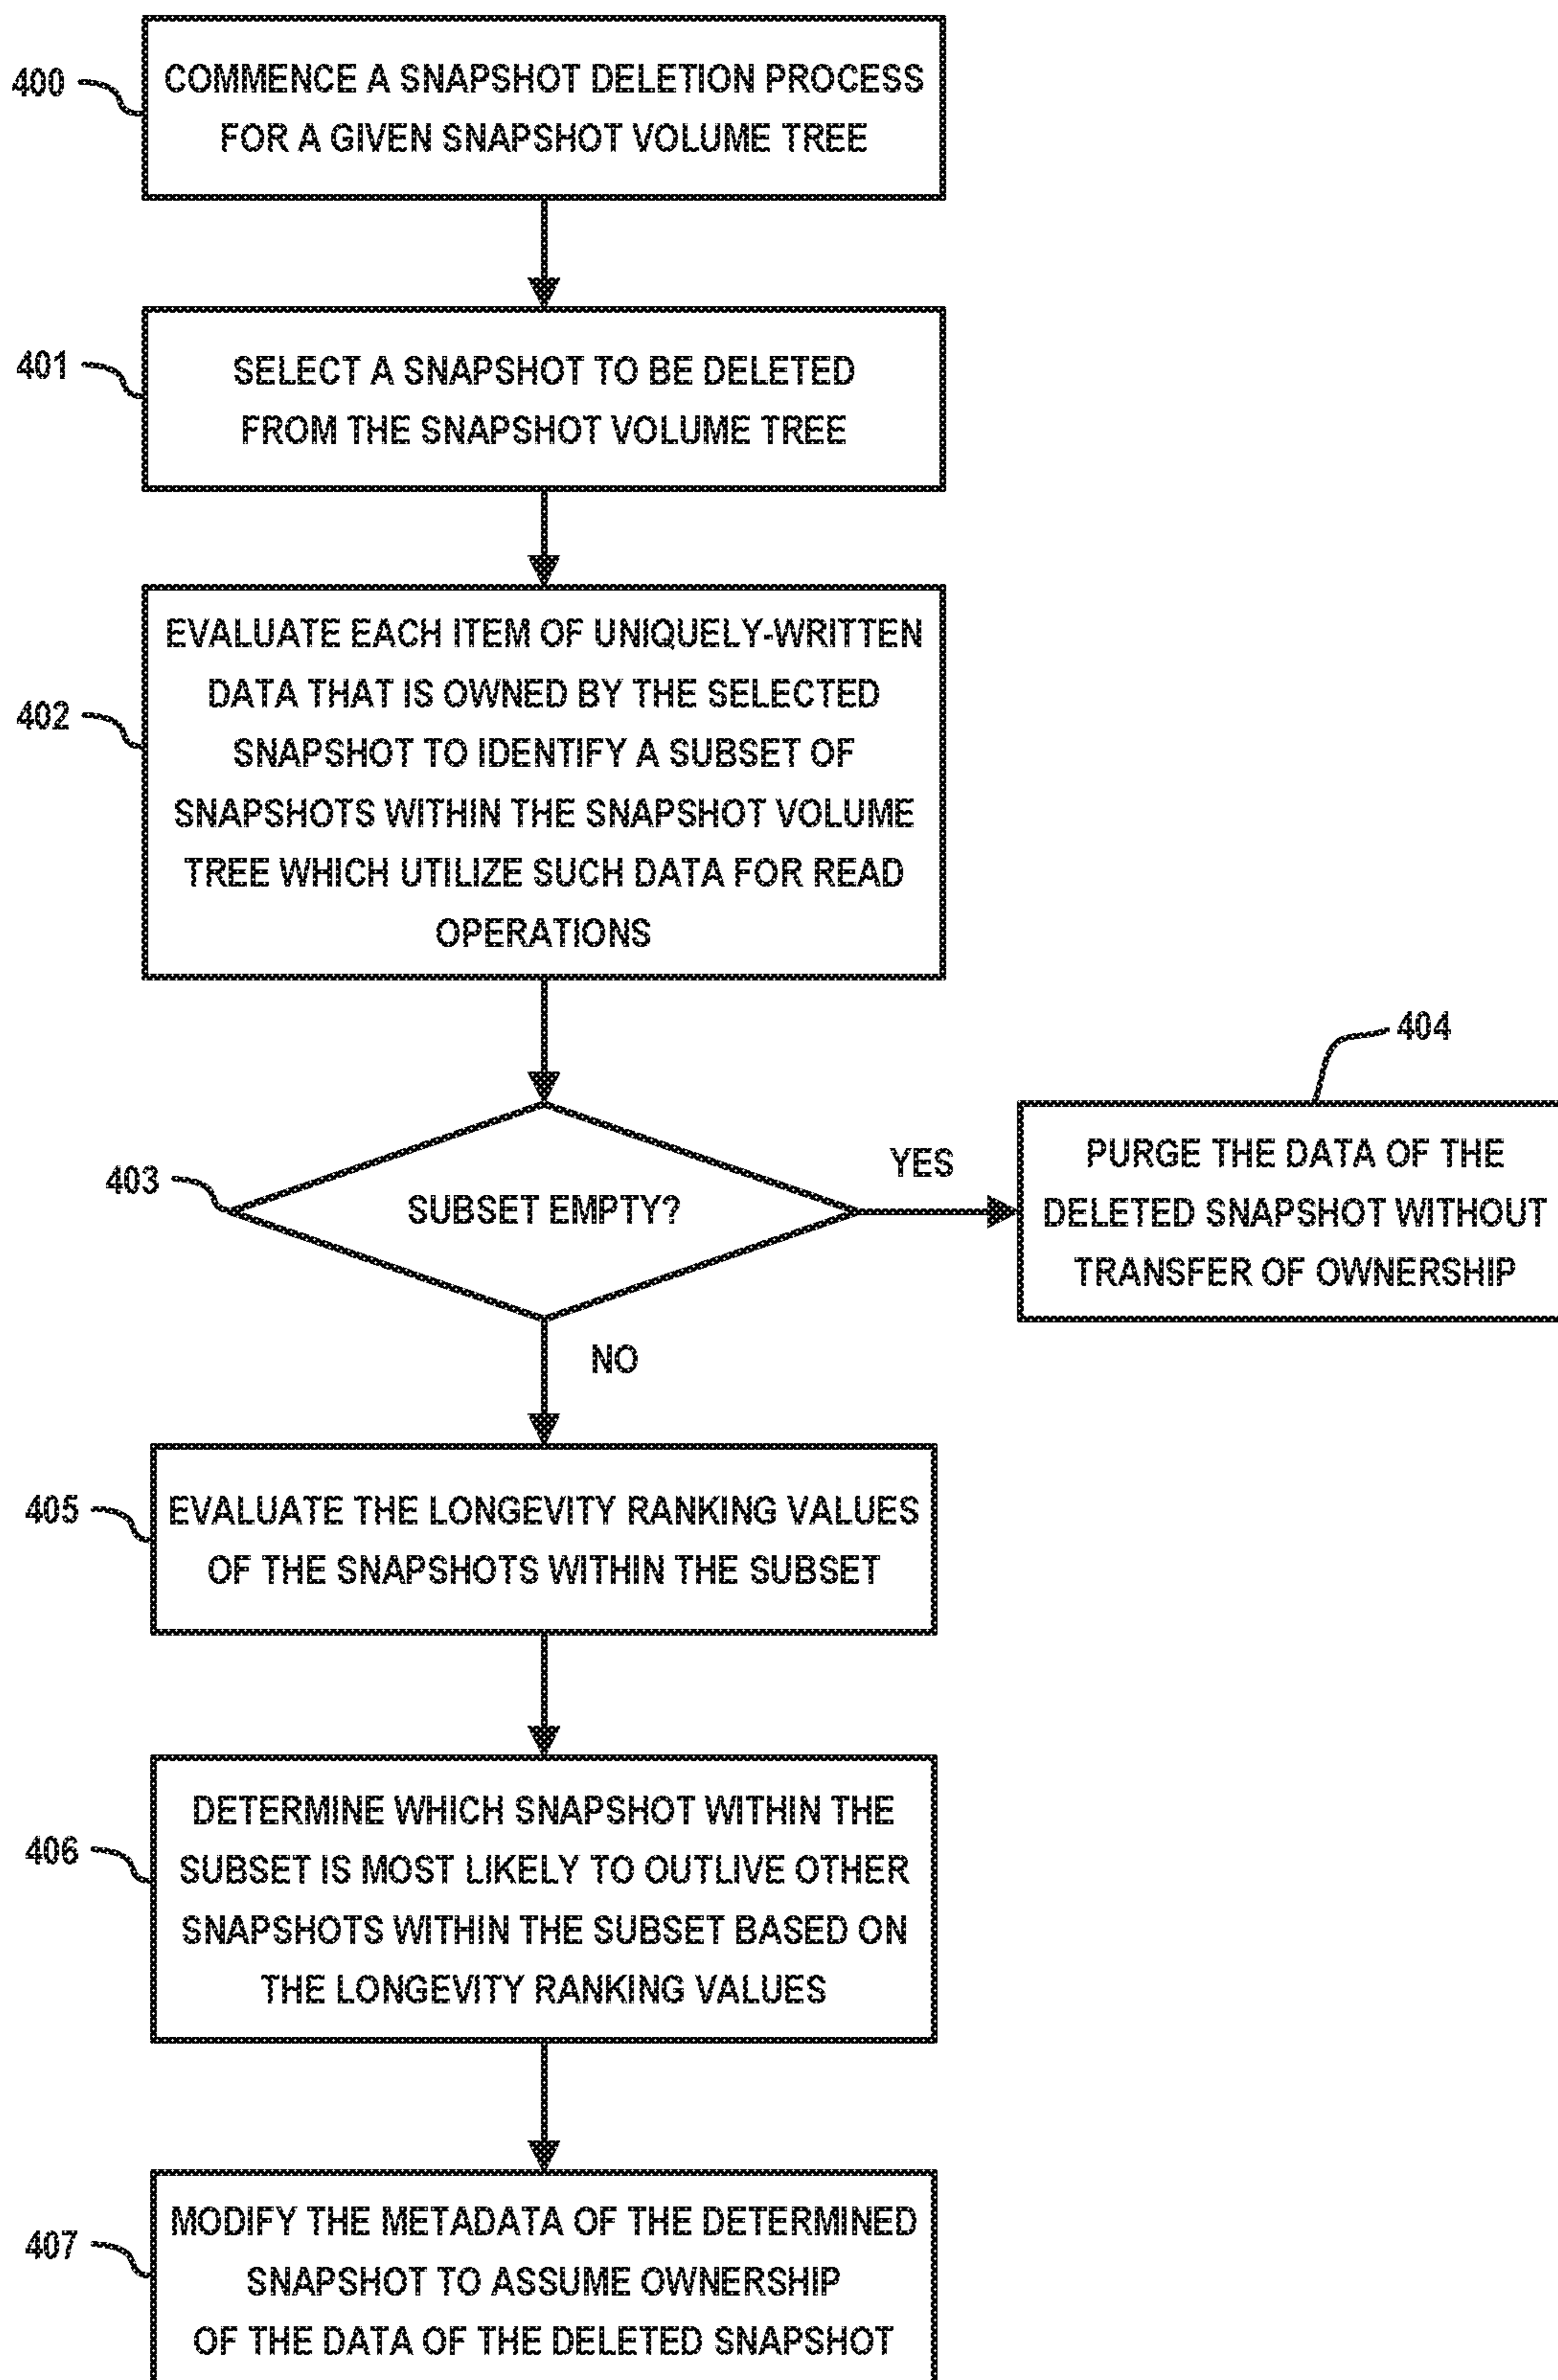 400
COMMENCE A SNAPSHOT DELETION PROCESS
FOR A GIVEN SNAPSHOT VOLUME TREE
401
SELECT A SNAPSHOT TO BE DELETED
FROM THE SNAPSHOT VOLUME TREE
402
EVALUATE EACH ITEM OF UNIQUELY-WRITTEN
DATA THAT IS OWNED BY THE SELECTED
SNAPSHOT TO IDENTIFY A SUBSET OF
SNAPSHOTS WITHIN THE SNAPSHOT VOLUME
TREE WHICH UTILIZE SUCH DATA FOR READ
OPERATIONS
403
SUBSET EMPTY?
YES
404
PURGE THE DATA OF THE
DELETED SNAPSHOT WITHOUT
TRANSFER OF OWNERSHIP
NO
405
EVALUATE THE LONGEVITY RANKING VALUES
OF THE SNAPSHOTS WITHIN THE SUBSET
406
DETERMINE WHICH SNAPSHOT WITHIN THE
SUBSET IS MOST LIKELY TO OUTLIVE OTHER
SNAPSHOTS WITHIN THE SUBSET BASED ON
THE LONGEVITY RANKING VALUES
407
MODIFY THE METADATA OF THE DETERMINED
SNAPSHOT TO ASSUME OWNERSHIP
OF THE DATA OF THE DELETED SNAPSHOT